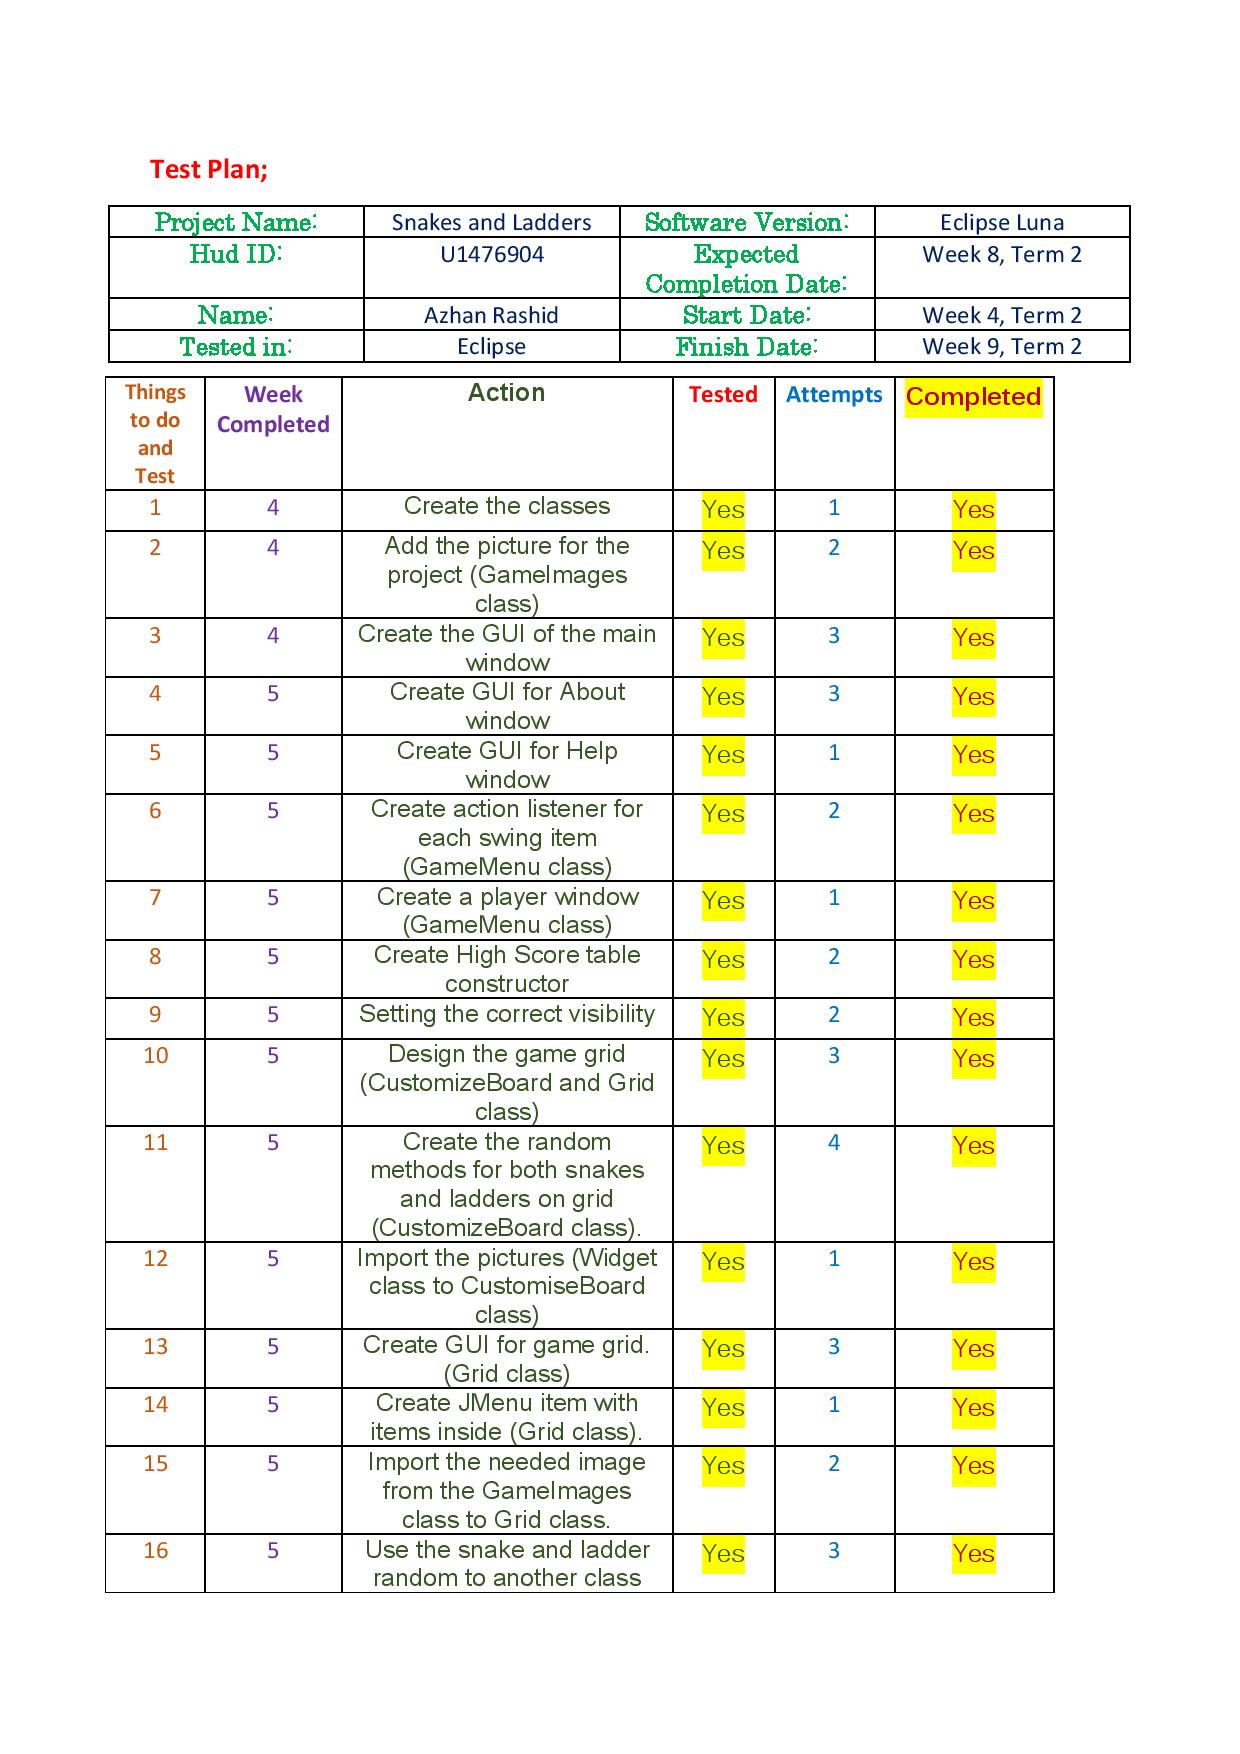 Test Plan;
Project Name: Snakes and Ladders Software Version: Eclipse Luna
Hud ID: U1476904 Expected Week 8, Term 2
Completion Date:
Name: Azhan Rashid Start Date: Week 4, Term 2
Tested in: Eclipse Finish Date: Week 9, Term 2
Things Week Action Tested Attempts Completed
to do Completed
and
Test
1 4 Create the classes Yes 1 Yes
2 4 Add the picture for the Yes 2 Yes
project (GameImages
class)
3 4 Create the GUI of the main Yes 3 Yes
window
4 5 Create GUI for About Yes 3 Yes
window
5 5 Create GUI for Help Yes 1 Yes
window
6 5 Create action listener for Yes 2 Yes
each swing item
(GameMenu class)
7 5 Create a player window Yes 1 Yes
(GameMenu class)
8 5 Create High Score table Yes 2 Yes
constructor
9 5 Setting the correct visibility Yes 2 Yes
10 5 Design the game grid Yes 3 Yes
(CustomizeBoard and Grid
class)
11 5 Create the random Yes 4 Yes
methods for both snakes
and ladders on grid
(CustomizeBoard class).
12 5 Import the pictures (Widget Yes 1 Yes
class to CustomiseBoard
class)
13 5 Create GUI for game grid. Yes 3 Yes
(Grid class)
14 5 Create JMenu item with Yes 1 Yes
items inside (Grid class).
15 5 Import the needed image Yes 2 Yes
from the GameImages
class to Grid class.
16 5 Use the snake and ladder Yes 3 Yes
random to another class